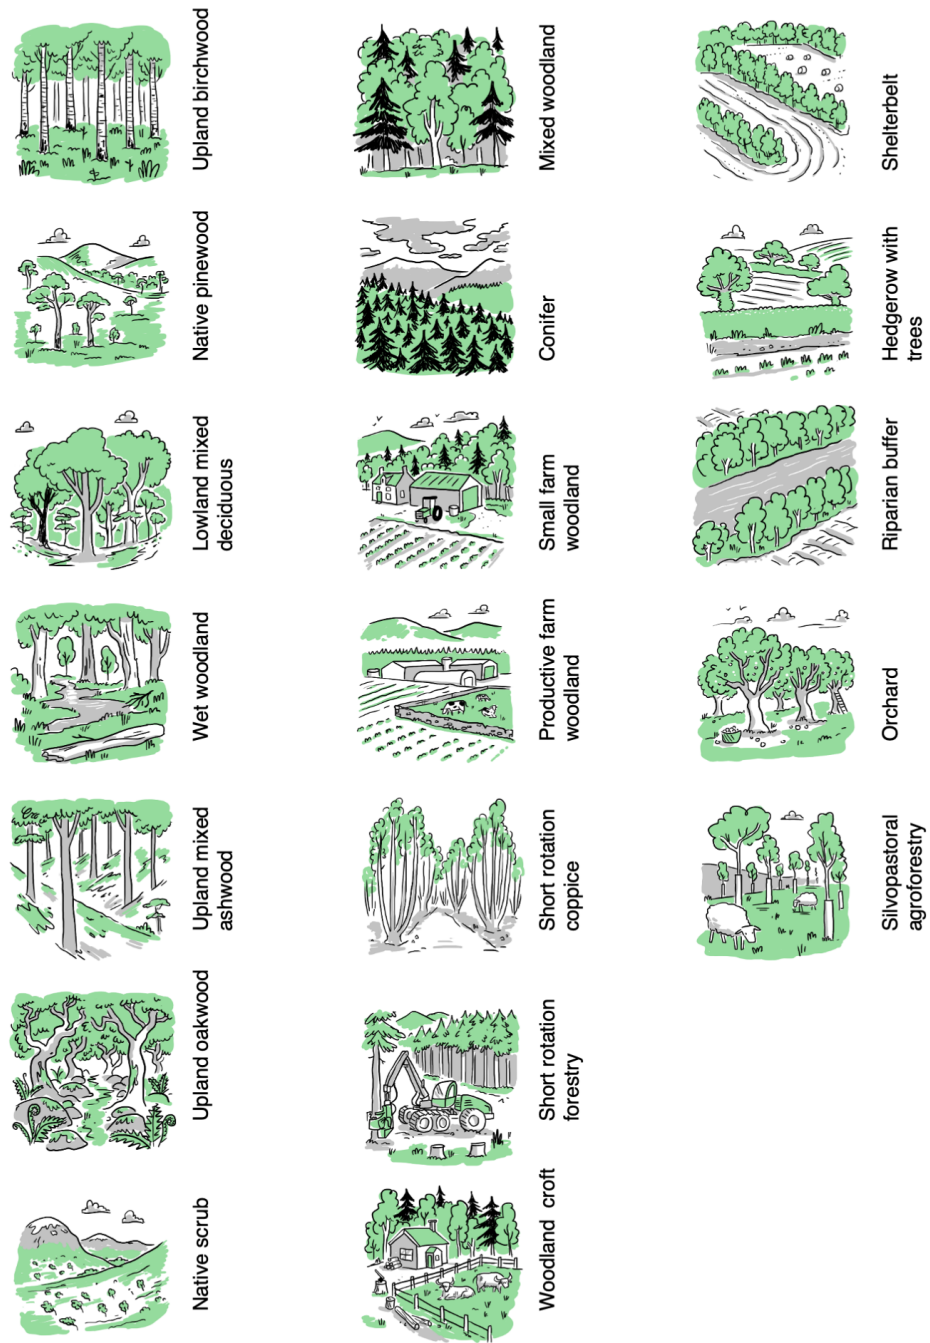 Native scrub
Upland oakwood
Upland mixed
ashwood
Wet woodland
Lowland mixed
deciduous
Native pinewood
Upland birchwood
Woodland croft
Short rotation
forestry
Short rotation
coppice
Productive farm
woodland
Small farm
woodland
Conifer
Mixed woodland
Silvopastoral
agroforestry
Orchard
Riparian buffer
Hedgerow with
trees
Shelterbelt